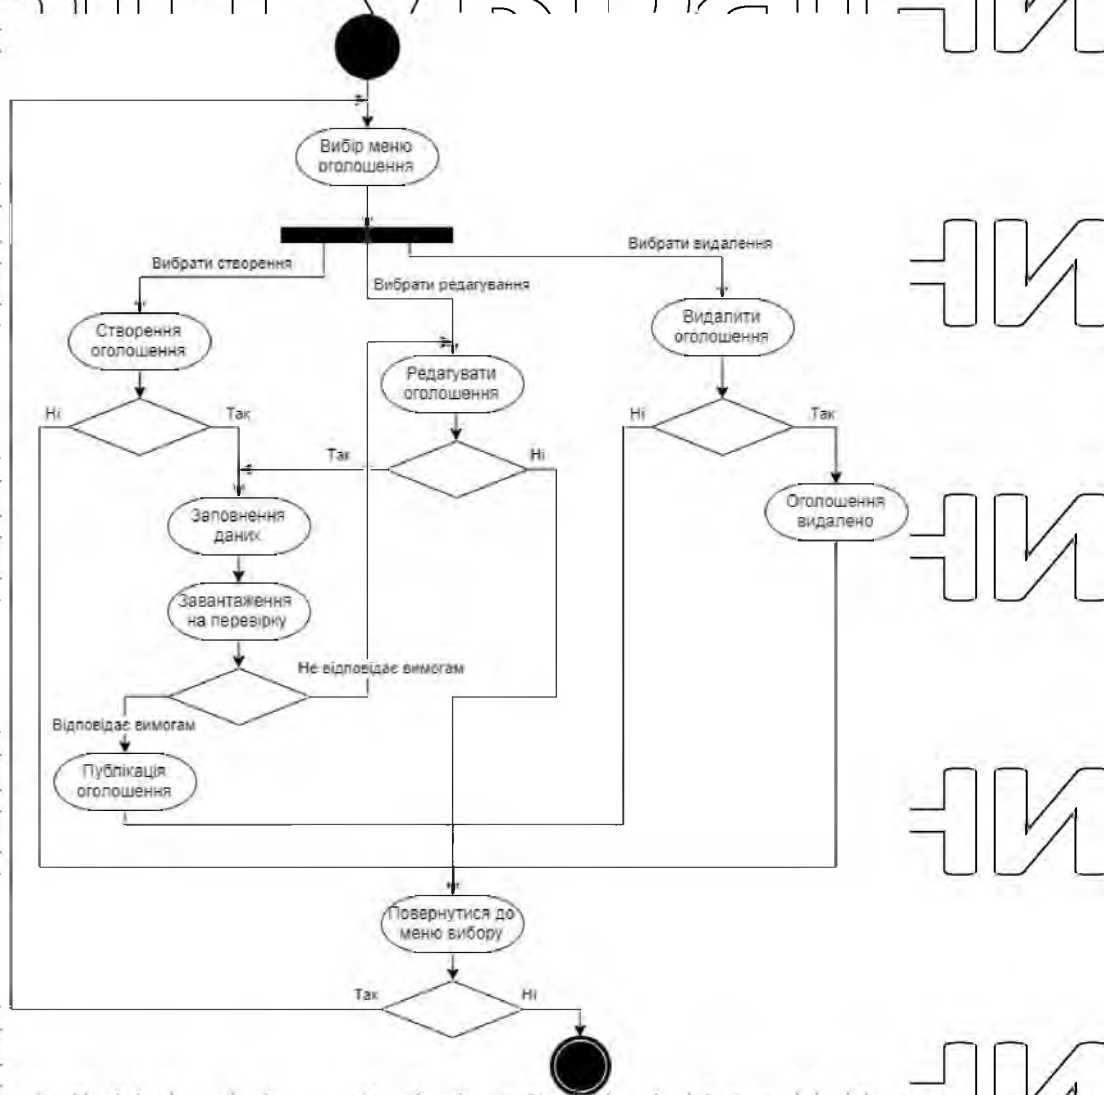 Вибір меню
оголошення
Вибрати видалення
Вибрати створення
Вибрати редагування
Створення
оголошення
Видалити
оголошення
Редагувати
оголошення
Ні
Так
Ні
Так
Так
Ні
Заповнення
даних
Оголошення
видалено
Завантаження
на перевірку
Не відповідає вимогам
Відповідає вимогам
Публікація
оголошення
Повернутися до
меню вибору
Так
Ні